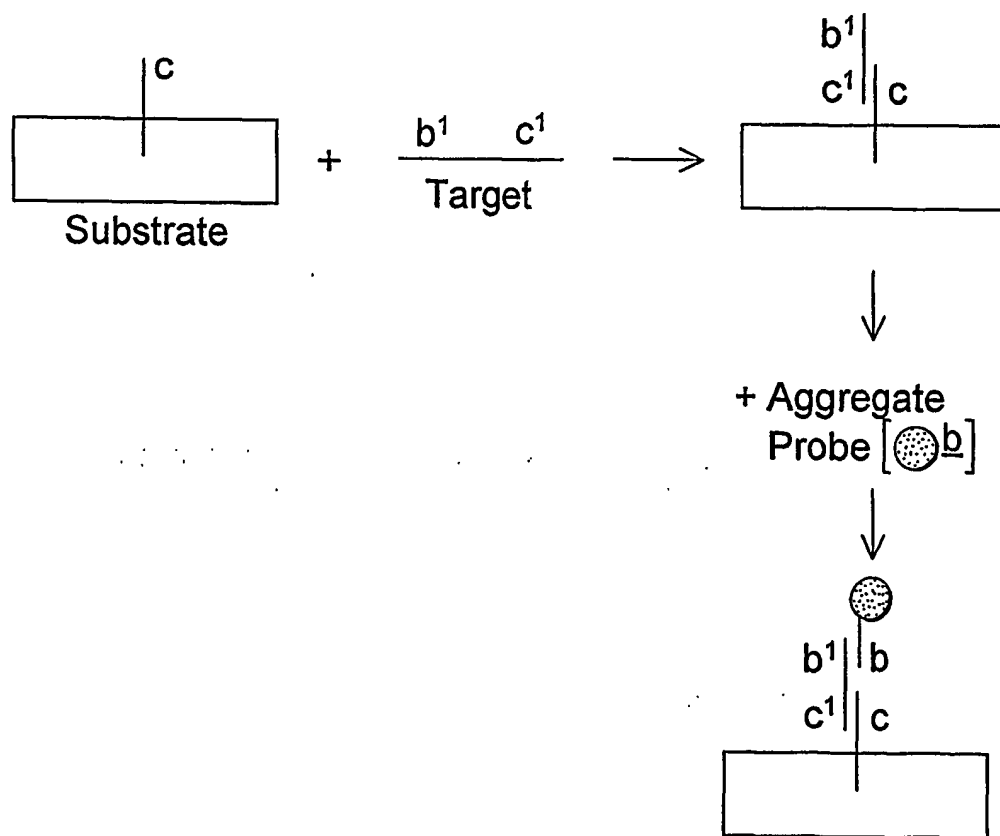 c
Substrate
+
b¹ c¹
Target
b¹
c¹ c
+ Aggregate
Probe [ b]
b¹ b
c¹ c